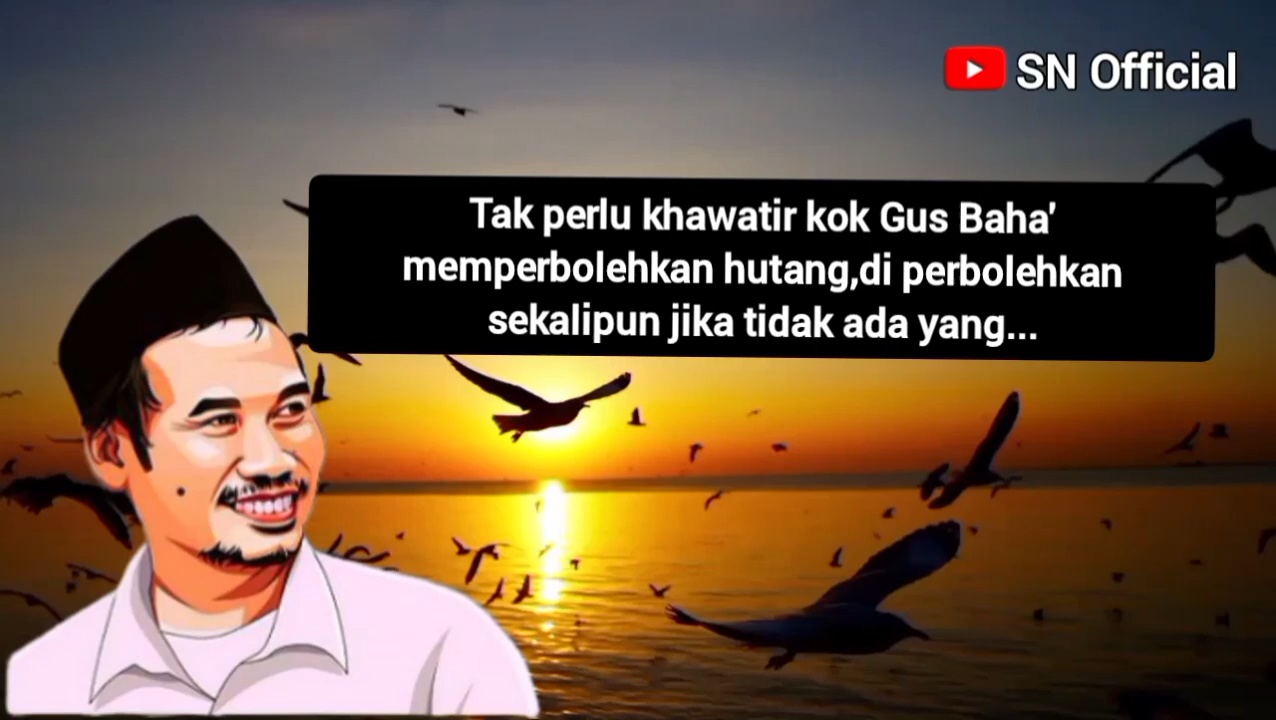 SN Official
Tak perlu khawatir kok Gus Baha'
memperbolehkan hutang,di perbolehkan
sekalipun jika tidak ada yang...